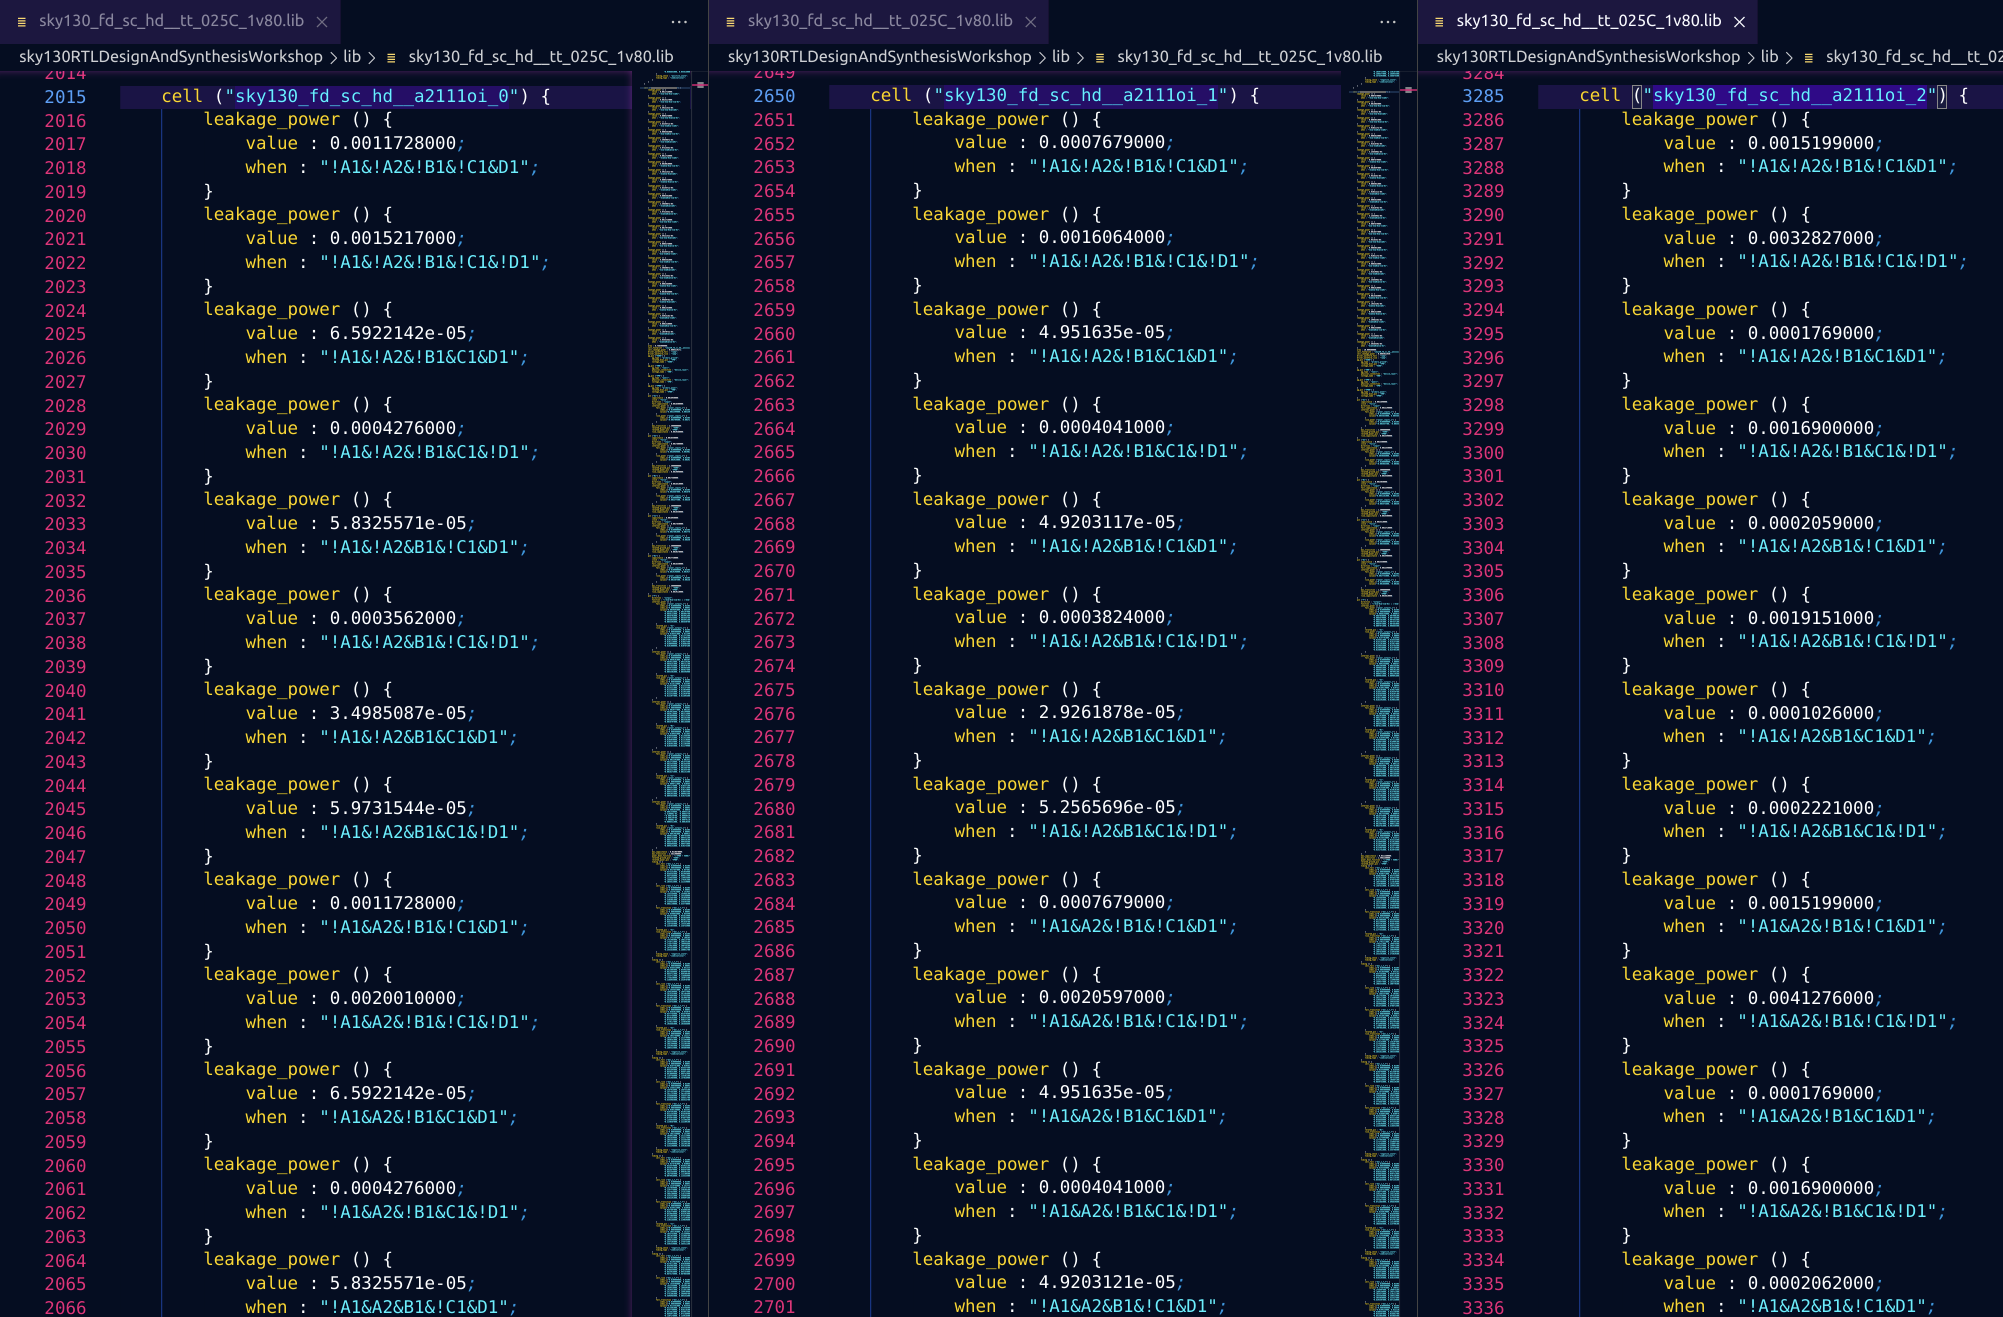 sky130_fd_sc_hd__tt_025C_1v80.lib
sky130RTLDesignAndSynthesisWorkshop > lib > sky130_fd_sc_hd__tt_025C_1v80.lib
2014
2015 cell ("sky130_fd_sc_hd__a2111oi_0") {
2016 leakage_power () {
2017 value : 0.0011728000;
2018 when : "!A1&!A2&!B1&!C1&D1";
2019 }
2020 leakage_power () {
2021 value : 0.0015217000;
2022 when : "!A1&!A2&!B1&!C1&!D1";
2023 }
2024 leakage_power () {
2025 value : 6.5922142e-05;
2026 when : "!A1&!A2&!B1&C1&D1";
2027 }
2028 leakage_power () {
2029 value : 0.0004276000;
2030 when : "!A1&!A2&!B1&C1&!D1";
2031 }
2032 leakage_power () {
2033 value : 5.8325571e-05;
2034 when : "!A1&!A2&B1&!C1&D1";
2035 }
2036 leakage_power () {
2037 value : 0.0003562000;
2038 when : "!A1&!A2&B1&!C1&!D1";
2039 }
2040 leakage_power () {
2041 value : 3.4985087e-05;
2042 when : "!A1&!A2&B1&C1&D1";
2043 }
2044 leakage_power () {
2045 value : 5.9731544e-05;
2046 when : "!A1&!A2&B1&C1&!D1";
2047 }
2048 leakage_power () {
2049 value : 0.0011728000;
2050 when : "!A1&A2&!B1&!C1&D1";
2051 }
2052 leakage_power () {
2053 value : 0.0020010000;
2054 when : "!A1&A2&!B1&!C1&!D1";
2055 }
2056 leakage_power () {
2057 value : 6.5922142e-05;
2058 when : "!A1&A2&!B1&C1&D1";
2059 }
2060 leakage_power () {
2061 value : 0.0004276000;
2062 when : "!A1&A2&!B1&C1&!D1";
2063 }
2064 leakage_power () {
2065 value : 5.8325571e-05;
2066 when : "!A1&A2&B1&!C1&D1";
sky130_fd_sc_hd__tt_025C_1v80.lib
sky130RTLDesignAndSynthesisWorkshop > lib > sky130_fd_sc_hd__tt_025C_1v80.lib
2649
2650 cell ("sky130_fd_sc_hd__a2111oi_1") {
2651 leakage_power () {
2652 value : 0.0007679000;
2653 when : "!A1&!A2&!B1&!C1&D1";
2654 }
2655 leakage_power () {
2656 value : 0.0016064000;
2657 when : "!A1&!A2&!B1&!C1&!D1";
2658 }
2659 leakage_power () {
2660 value : 4.951635e-05;
2661 when : "!A1&!A2&!B1&C1&D1";
2662 }
2663 leakage_power () {
2664 value : 0.0004041000;
2665 when : "!A1&!A2&!B1&C1&!D1";
2666 }
2667 leakage_power () {
2668 value : 4.9203117e-05;
2669 when : "!A1&!A2&B1&!C1&D1";
2670 }
2671 leakage_power () {
2672 value : 0.0003824000;
2673 when : "!A1&!A2&B1&!C1&!D1";
2674 }
2675 leakage_power () {
2676 value : 2.9261878e-05;
2677 when : "!A1&!A2&B1&C1&D1";
2678 }
2679 leakage_power () {
2680 value : 5.2565696e-05;
2681 when : "!A1&!A2&B1&C1&!D1";
2682 }
2683 leakage_power () {
2684 value : 0.0007679000;
2685 when : "!A1&A2&!B1&!C1&D1";
2686 }
2687 leakage_power () {
2688 value : 0.0020597000;
2689 when : "!A1&A2&!B1&!C1&!D1";
2690 }
2691 leakage_power () {
2692 value : 4.951635e-05;
2693 when : "!A1&A2&!B1&C1&D1";
2694 }
2695 leakage_power () {
2696 value : 0.0004041000;
2697 when : "!A1&A2&!B1&C1&!D1";
2698 }
2699 leakage_power () {
2700 value : 4.9203121e-05;
2701 when : "!A1&A2&B1&!C1&D1";
sky130_fd_sc_hd__tt_025C_1v80.lib
sky130RTLDesignAndSynthesisWorkshop > lib > sky130_fd_sc_hd__tt_02
3284
3285 cell ("sky130_fd_sc_hd__a2111oi_2") {
3286 leakage_power () {
3287 value : 0.0015199000;
3288 when : "!A1&!A2&!B1&!C1&D1";
3289 }
3290 leakage_power () {
3291 value : 0.0032827000;
3292 when : "!A1&!A2&!B1&!C1&!D1";
3293 }
3294 leakage_power () {
3295 value : 0.0001769000;
3296 when : "!A1&!A2&!B1&C1&D1";
3297 }
3298 leakage_power () {
3299 value : 0.0016900000;
3300 when : "!A1&!A2&!B1&C1&!D1";
3301 }
3302 leakage_power () {
3303 value : 0.0002059000;
3304 when : "!A1&!A2&B1&!C1&D1";
3305 }
3306 leakage_power () {
3307 value : 0.0019151000;
3308 when : "!A1&!A2&B1&!C1&!D1";
3309 }
3310 leakage_power () {
3311 value : 0.0001026000;
3312 when : "!A1&!A2&B1&C1&D1";
3313 }
3314 leakage_power () {
3315 value : 0.0002221000;
3316 when : "!A1&!A2&B1&C1&!D1";
3317 }
3318 leakage_power () {
3319 value : 0.0015199000;
3320 when : "!A1&A2&!B1&!C1&D1";
3321 }
3322 leakage_power () {
3323 value : 0.0041276000;
3324 when : "!A1&A2&!B1&!C1&!D1";
3325 }
3326 leakage_power () {
3327 value : 0.0001769000;
3328 when : "!A1&A2&!B1&C1&D1";
3329 }
3330 leakage_power () {
3331 value : 0.0016900000;
3332 when : "!A1&A2&!B1&C1&!D1";
3333 }
3334 leakage_power () {
3335 value : 0.0002062000;
3336 when : "!A1&A2&B1&!C1&D1";